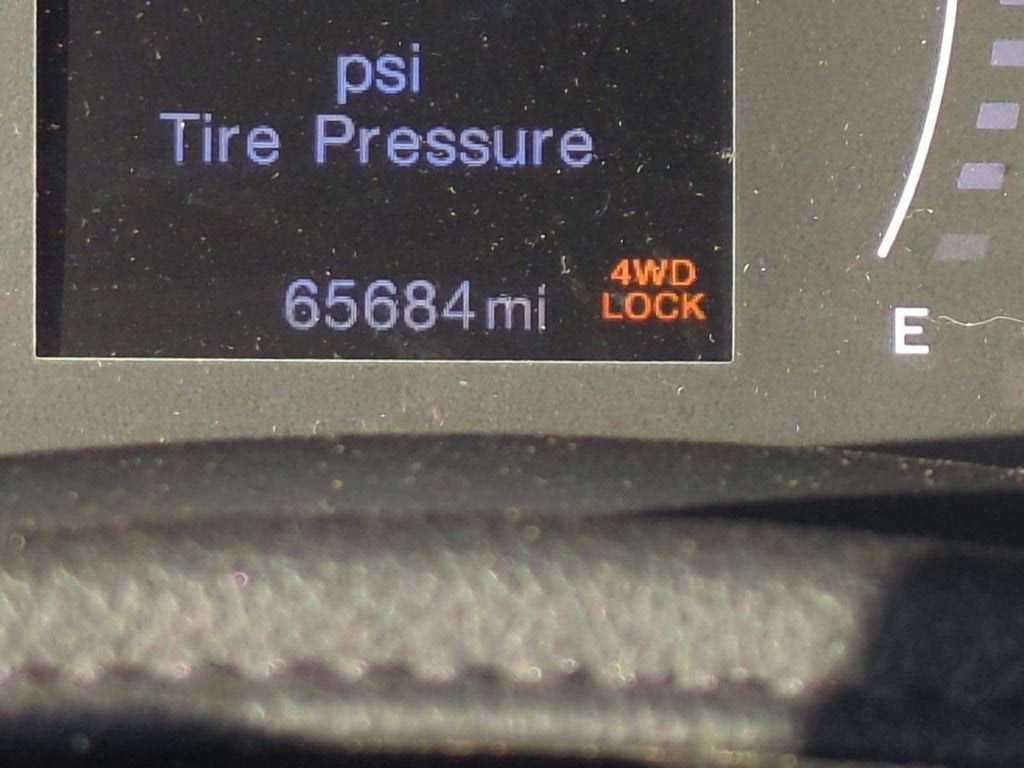 psi
Tire Pressure
65684 mi
4WD
LOCK
E